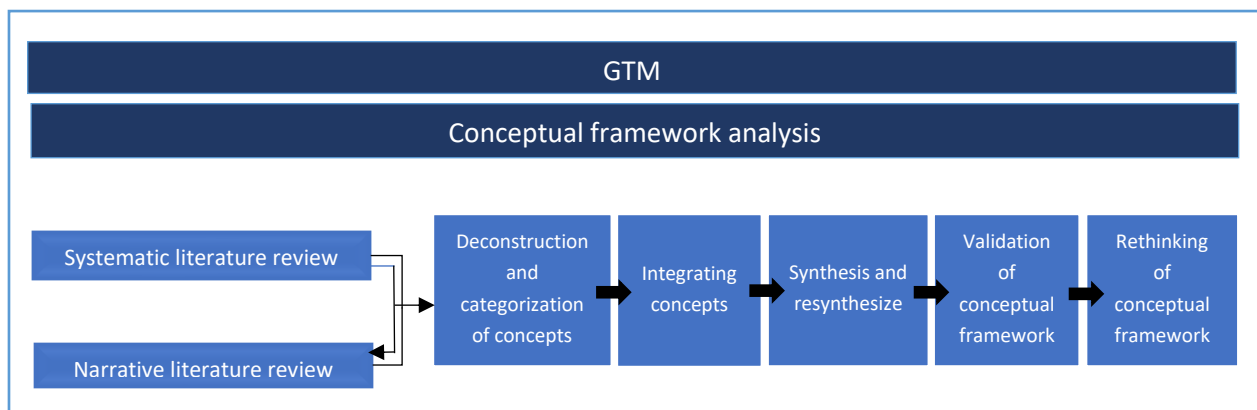 GTM
Conceptual framework analysis
Systematic literature review
Narrative literature review
Deconstruction
and
categorization
of concepts
Integrating
concepts
Synthesis and
resynthesize
Validation
of
conceptual
framework
Rethinking
of
conceptual
framework